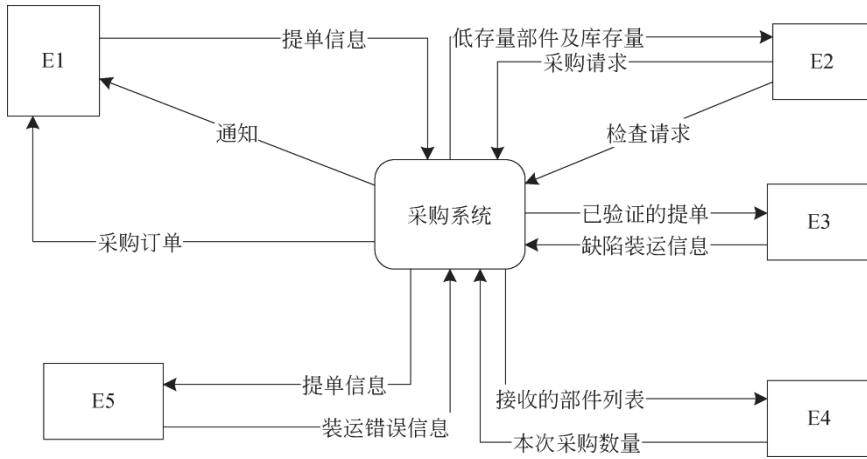 E1
提单信息
低存量部件及库存量
采购请求
E2
通知
检查请求
采购系统
已验证的提单
E3
缺陷装运信息
采购订单
提单信息
E5
装运错误信息
接收的部件列表
E4
本次采购数量